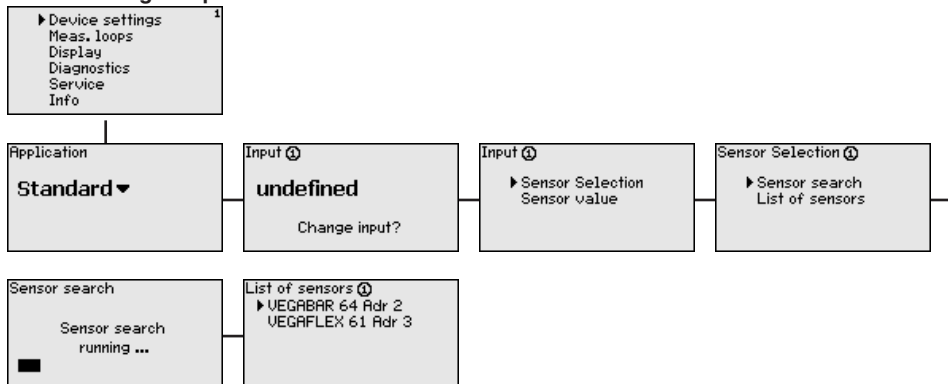 ▶Device settings 1
Meas. loops
Display
Diagnostics
Service
Info
Application
Standard▼
Input ①
undefined
Change input?
Input ①
▶Sensor Selection
Sensor value
Sensor Selection ①
▶Sensor search
List of sensors
Sensor search
Sensor search
running ...
List of sensors ①
▶VEGABAR 64 Adr 2
VEGAFLEX 61 Adr 3